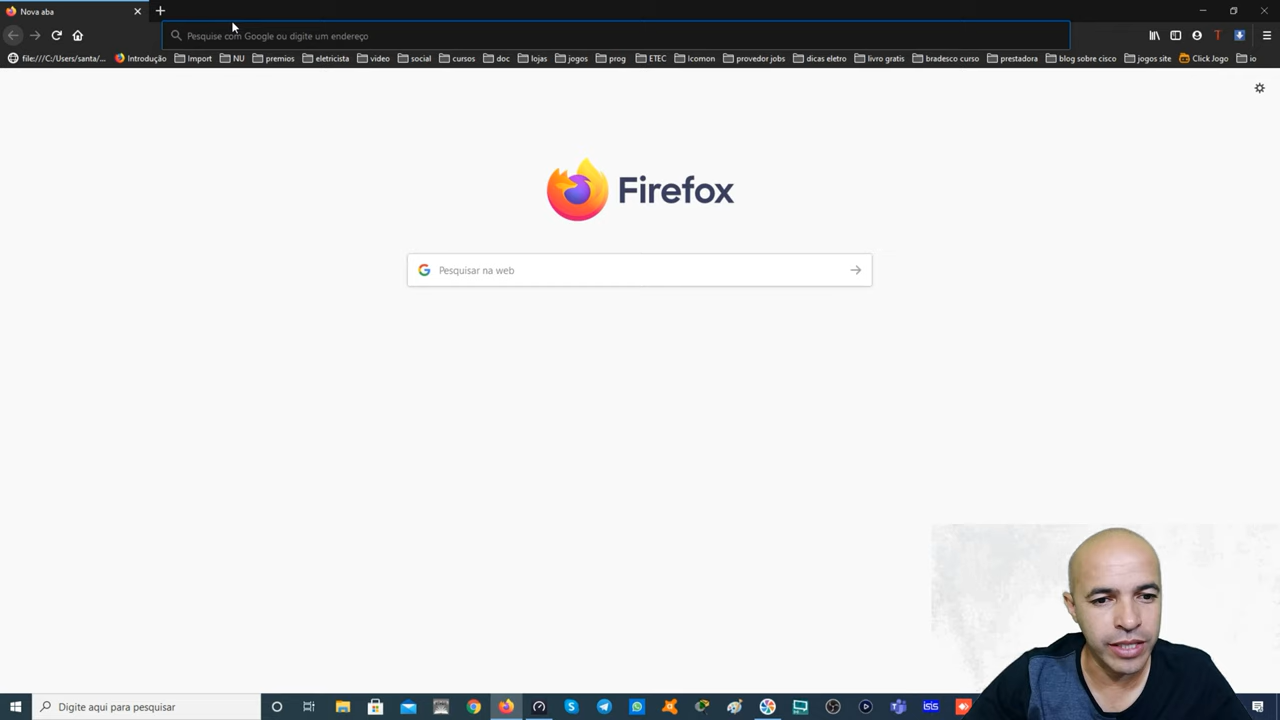 Nova aba
Pesquise com Google ou digite um endereço
file:///C:/Users/santa/... Introdução Import NU premios eletricista video social cursos doc lojas jogos prog ETEC Icomon provedor jobs dicas eletro livro gratis bradesco curso prestadora blog sobre cisco jogos site Click Jogo io
Firefox
Pesquisar na web
Digite aqui para pesquisar